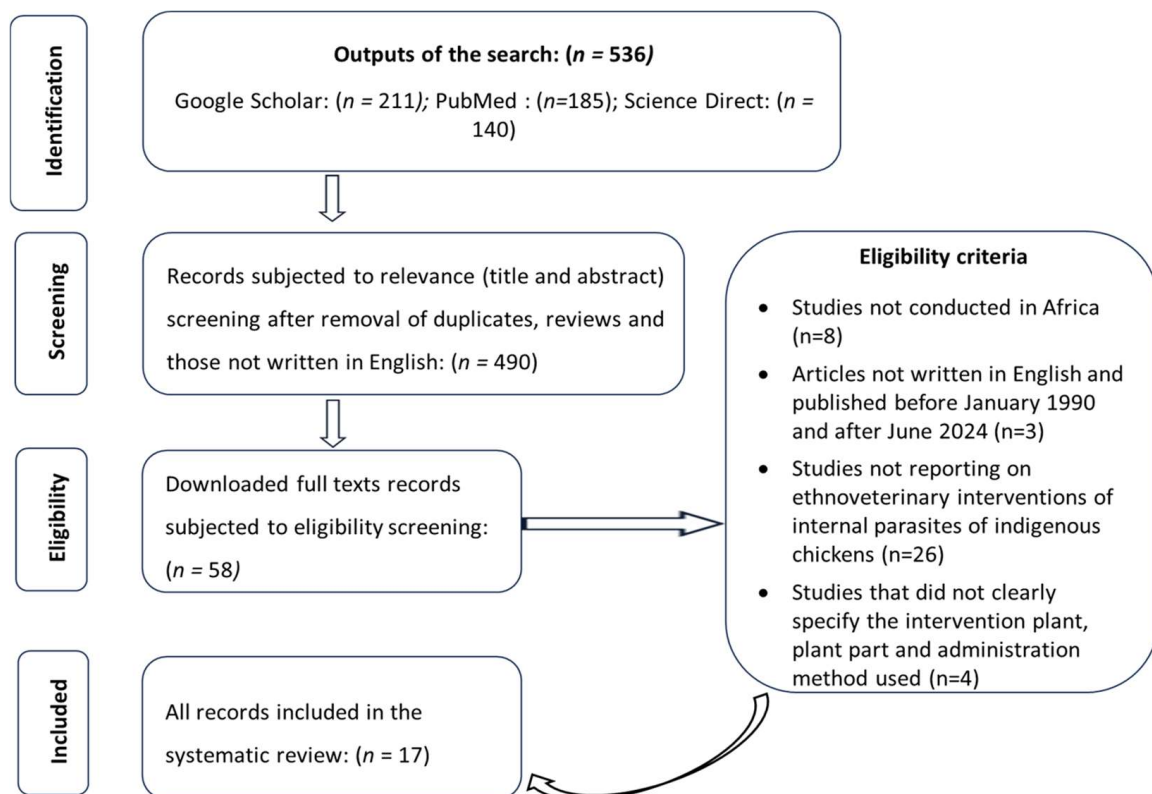 Identification
Outputs of the search: (n = 536)
Google Scholar: (n = 211); PubMed : (n=185); Science Direct: (n =
140)
Screening
Records subjected to relevance (title and abstract)
screening after removal of duplicates, reviews and
those not written in English: (n = 490)
Eligibility
Downloaded full texts records
subjected to eligibility screening:
(n = 58)
Eligibility criteria
• Studies not conducted in Africa
(n=8)
• Articles not written in English and
published before January 1990
and after June 2024 (n=3)
• Studies not reporting on
ethnoveterinary interventions of
internal parasites of indigenous
chickens (n=26)
• Studies that did not clearly
specify the intervention plant,
plant part and administration
method used (n=4)
Included
All records included in the
systematic review: (n = 17)